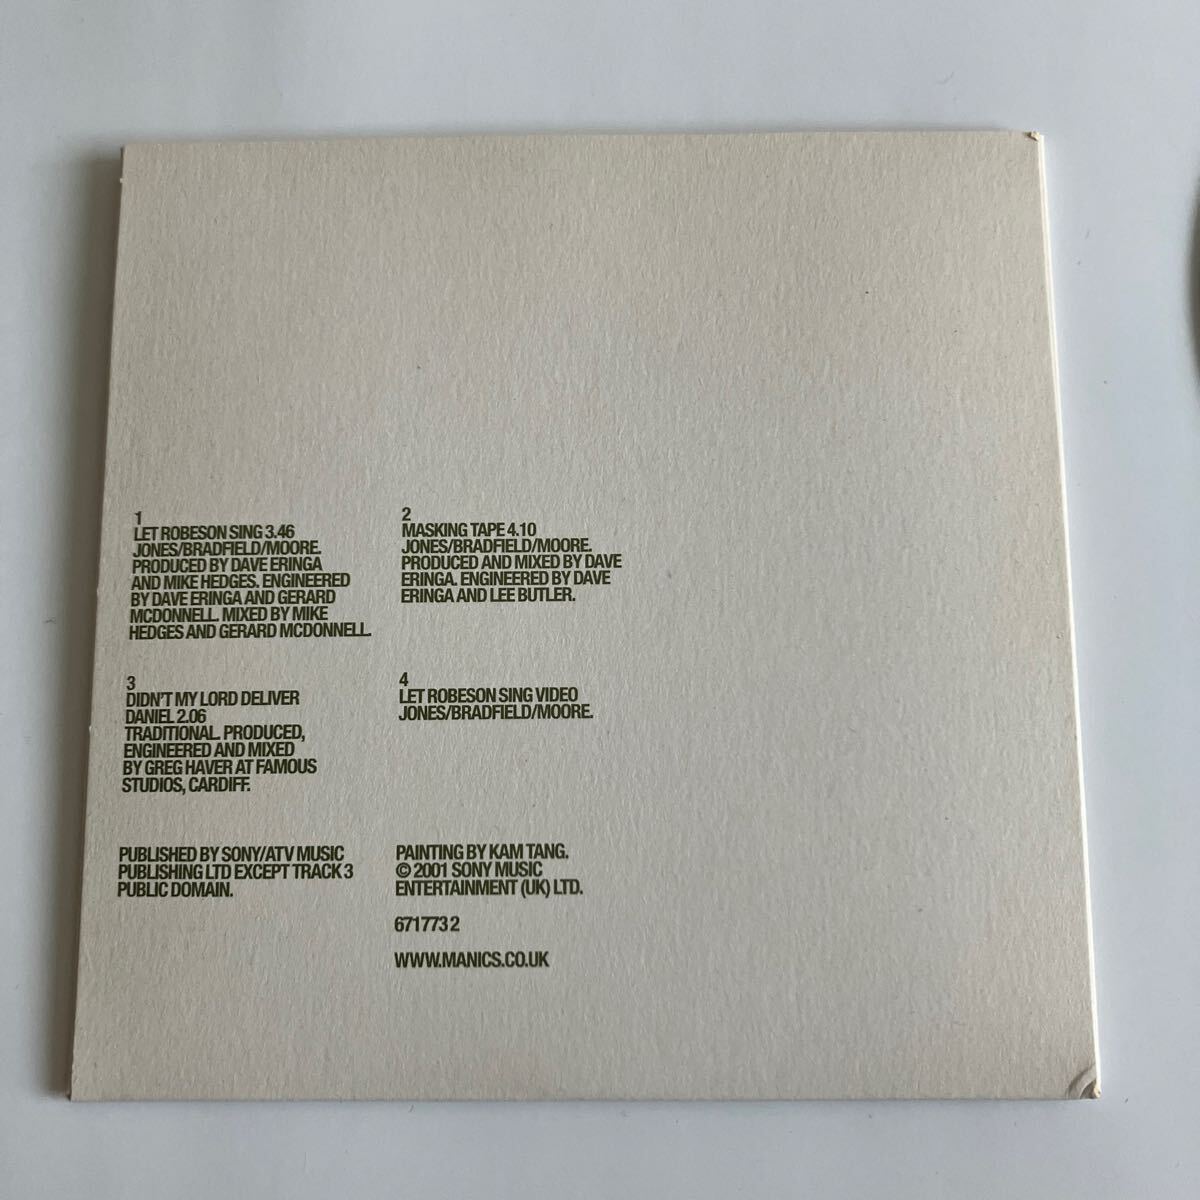 1
LET ROBESON SING 3.46
JONES/BRADFIELD/MOORE.
PRODUCED BY DAVE ERINGA
AND MIKE HEDGES. ENGINEERED
BY DAVE ERINGA AND GERARD
MCDONNELL. MIXED BY MIKE
HEDGES AND GERARD MCDONNELL.
2
MASKING TAPE 4.10
JONES/BRADFIELD/MOORE.
PRODUCED AND MIXED BY DAVE
ERINGA. ENGINEERED BY DAVE
ERINGA AND LEE BUTLER.
3
DIDN'T MY LORD DELIVER
DANIEL 2.06
TRADITIONAL. PRODUCED,
ENGINEERED AND MIXED
BY GREG HAVER AT FAMOUS
STUDIOS, CARDIFF.
4
LET ROBESON SING VIDEO
JONES/BRADFIELD/MOORE.
PUBLISHED BY SONY/ATV MUSIC
PUBLISHING LTD EXCEPT TRACK 3
PUBLIC DOMAIN.
PAINTING BY KAM TANG.
© 2001 SONY MUSIC
ENTERTAINMENT (UK) LTD.
671773 2
WWW.MANICS.CO.UK